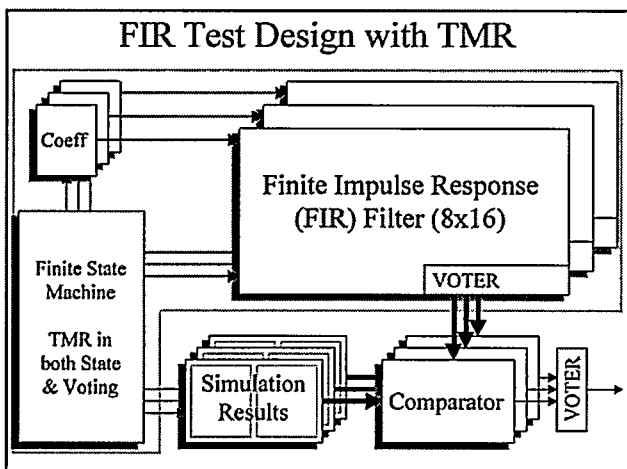 FIR Test Design with TMR
Coeff
Finite Impulse Response
(FIR) Filter (8x16)
VOTER
Finite State
Machine
TMR in
both State
& Voting
Simulation
Results
Comparator
VOTER